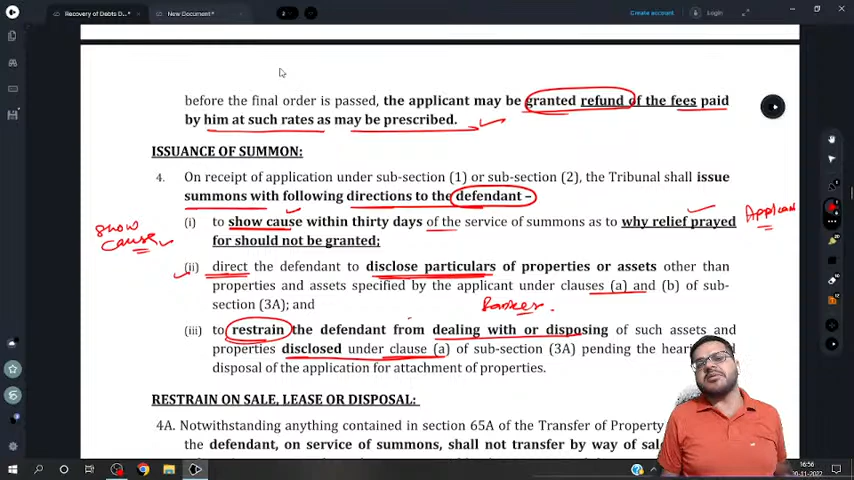 Recovery of Debts D...*
New Document*
2
Create account
Login
before the final order is passed, the applicant may be granted refund of the fees paid
by him at such rates as may be prescribed.
ISSUANCE OF SUMMON:
4. On receipt of application under sub-section (1) or sub-section (2), the Tribunal shall issue
summons with following directions to the defendant –
(i) to show cause within thirty days of the service of summons as to why relief prayed
Applicant
show
for should not be granted;
cause
(ii) direct the defendant to disclose particulars of properties or assets other than
properties and assets specified by the applicant under clauses (a) and (b) of sub-
section (3A); and
(iii) to restrain the defendant from dealing with or disposing of such assets and
properties disclosed under clause (a) of sub-section (3A) pending the hearing
disposal of the application for attachment of properties.
RESTRAIN ON SALE, LEASE OR DISPOSAL:
4A. Notwithstanding anything contained in section 65A of the Transfer of Property
the defendant, on service of summons, shall not transfer by way of sale
16:56